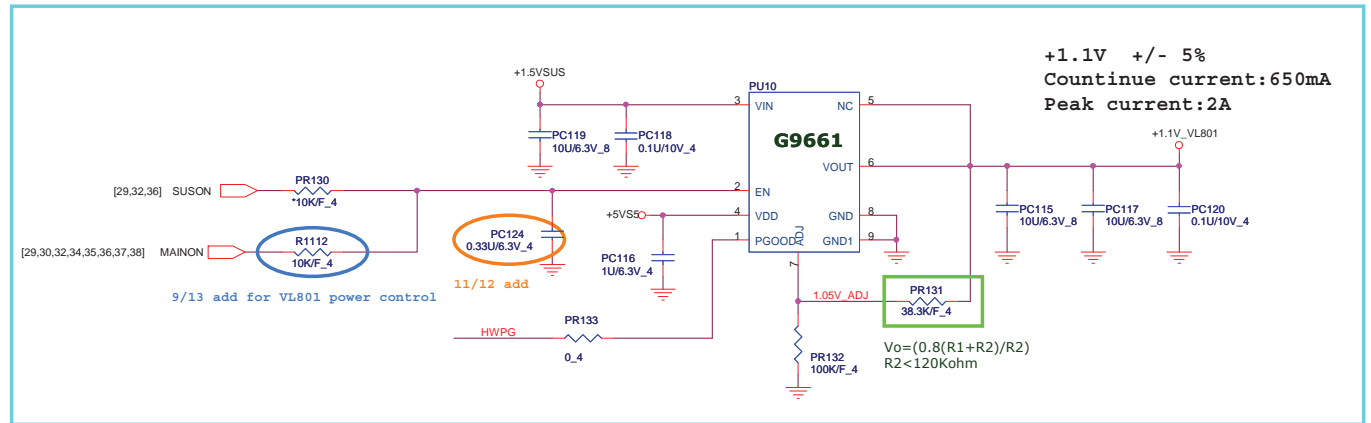 +1.1V +/- 5%
Countinue current:650mA
Peak current:2A
+1.5VSUS
PU10
3
VIN
NC
5
G9661
PC119
10U/6.3V_8
PC118
0.1U/10V_4
+1.1V_VL801
VOUT
6
[29,32,36] SUSON
PR130
*10K/F_4
2
EN
+5VS5
4
VDD
GND
8
PC115
10U/6.3V_8
PC117
10U/6.3V_8
PC120
0.1U/10V_4
PC124
0.33U/6.3V_4
1
PGOOD
ADJ
GND1
9
[29,30,32,34,35,36,37,38] MAINON
R1112
10K/F_4
PC116
1U/6.3V_4
7
11/12 add
9/13 add for VL801 power control
1.05V_ADJ
PR131
38.3K/F_4
HWPG
PR133
0_4
PR132
100K/F_4
Vo=(0.8(R1+R2)/R2)
R2<120Kohm